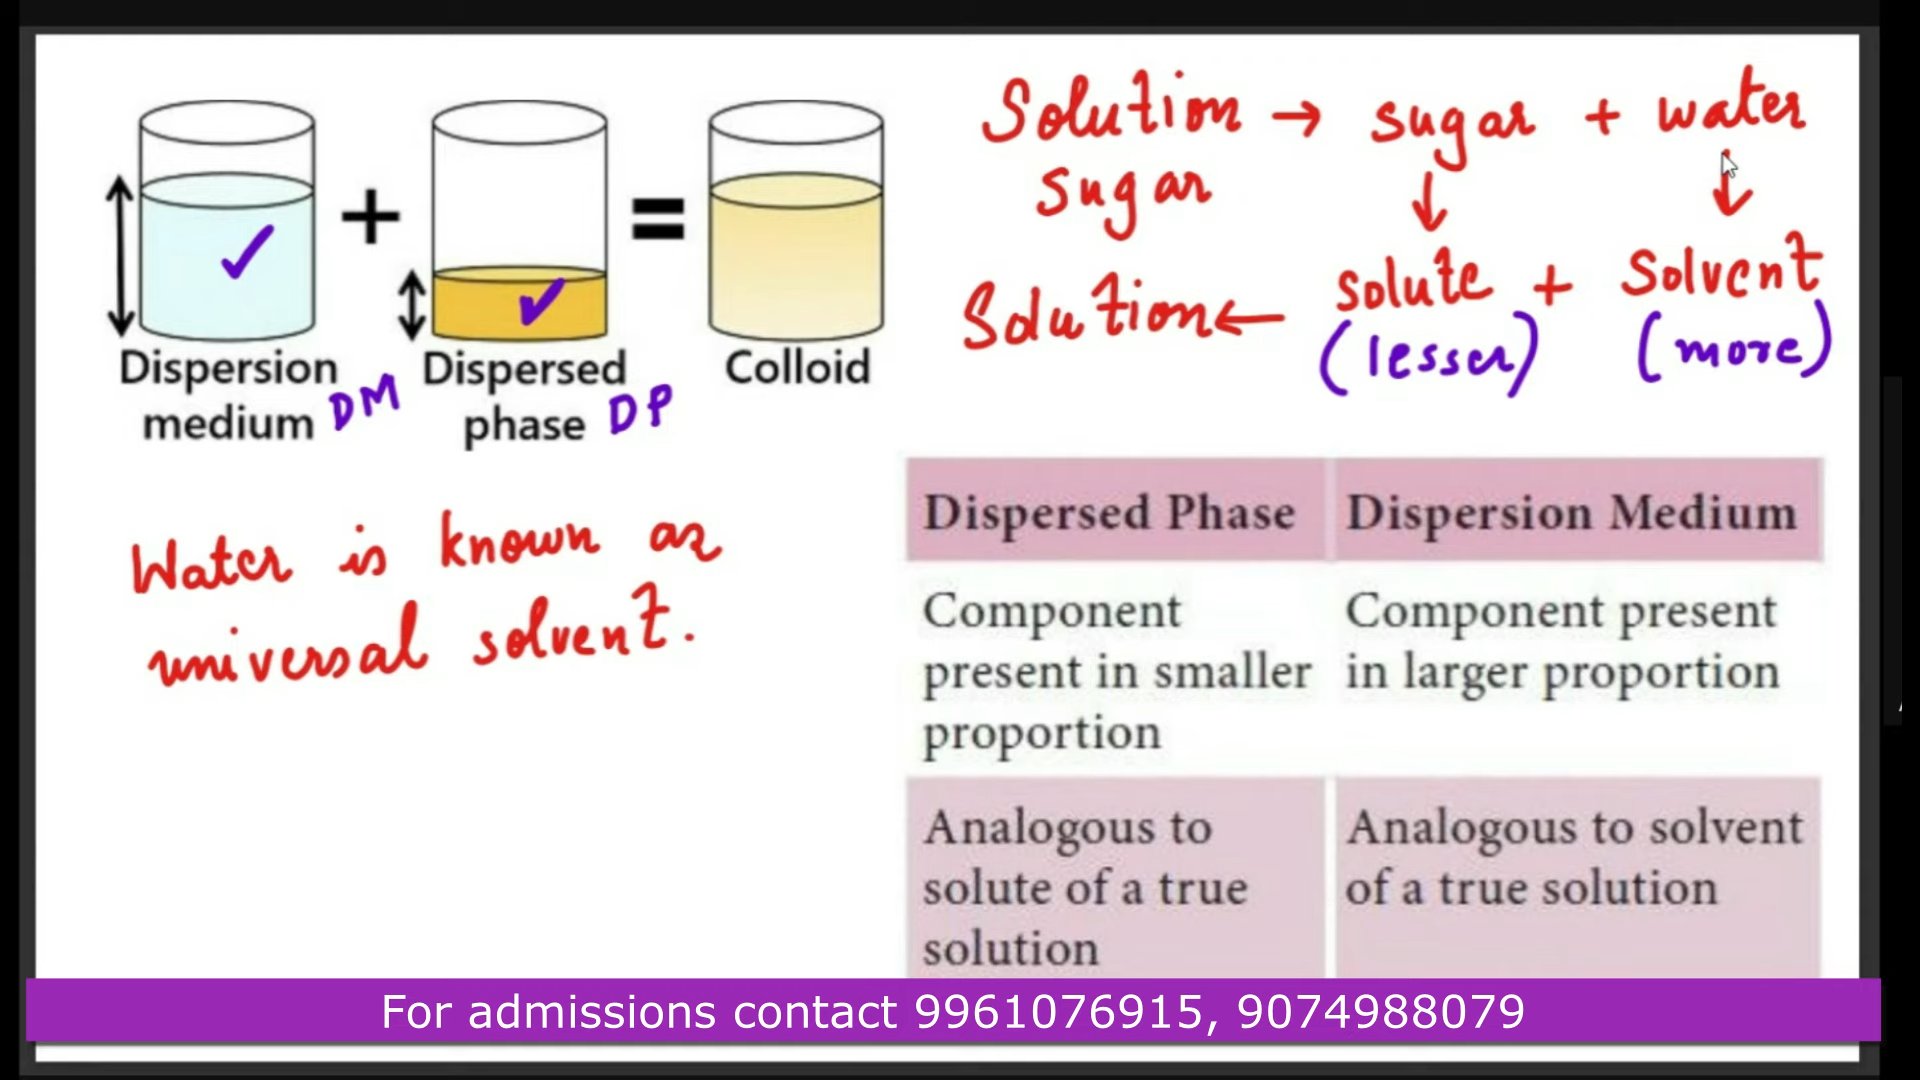 Solution → sugar + water
sugar
↓ ↓
Solution ← solute + Solvent
(lesser) (more)
+ =
Dispersion medium DM
Dispersed phase DP
Colloid
Water is known as
universal solvent.
Dispersed Phase Dispersion Medium
Component present in smaller proportion
Component present in larger proportion
Analogous to solute of a true solution
Analogous to solvent of a true solution
For admissions contact 9961076915, 9074988079